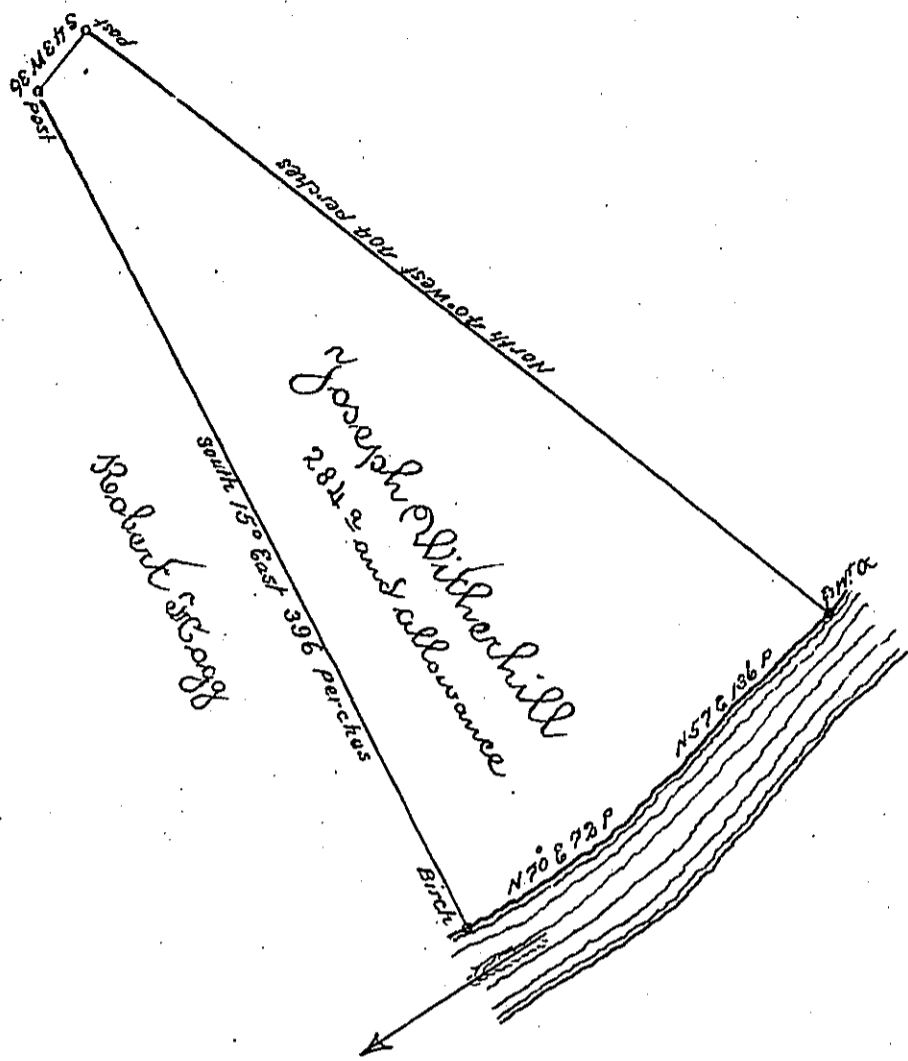 S 43 W. 36
post
post
North 40° West 404 perches
Joseph Witherhill
284 a and allowance
South 15° East 396 perches
Robert Hogg
N. 57 E 136 P
N. 70° E 72 P
Birch